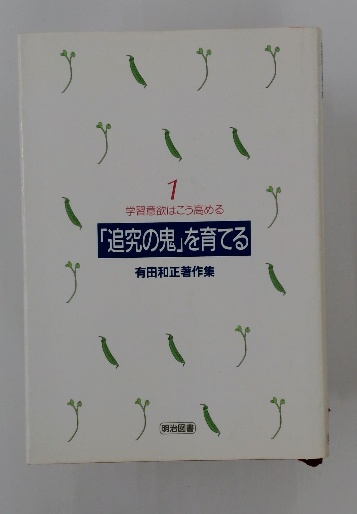 1
学習意欲はこう高める
「追究の鬼」を育てる
有田和正著作集
明治図書